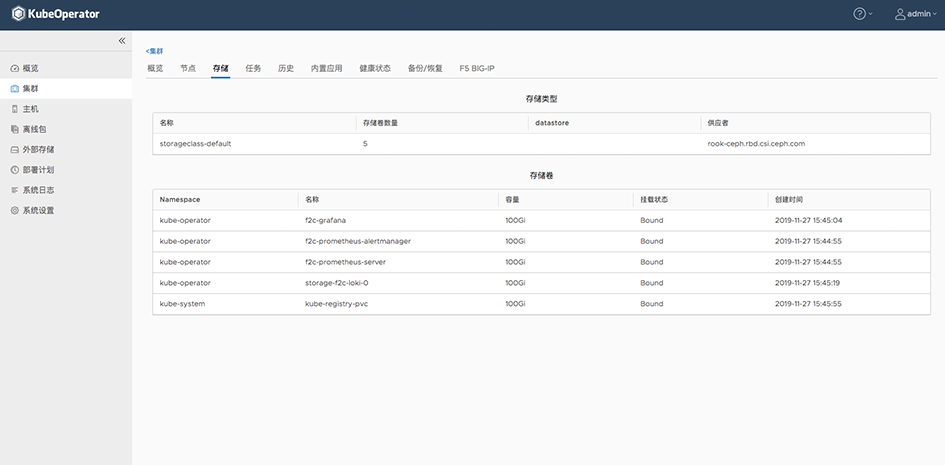 KubeOperator
admin
概览
集群
主机
离线包
外部存储
部署计划
系统日志
系统设置
<集群
概览 节点 存储 任务 历史 内置应用 健康状态 备份/恢复 F5 BIG-IP
存储类型
名称 存储卷数量 datastore 供应者
storageclass-default 5 rook-ceph.rbd.csi.ceph.com
存储卷
Namespace 名称 容量 挂载状态 创建时间
kube-operator f2c-grafana 100Gi Bound 2019-11-27 15:45:04
kube-operator f2c-prometheus-alertmanager 100Gi Bound 2019-11-27 15:44:55
kube-operator f2c-prometheus-server 100Gi Bound 2019-11-27 15:44:55
kube-operator storage-f2c-loki-0 100Gi Bound 2019-11-27 15:45:19
kube-system kube-registry-pvc 100Gi Bound 2019-11-27 15:45:55